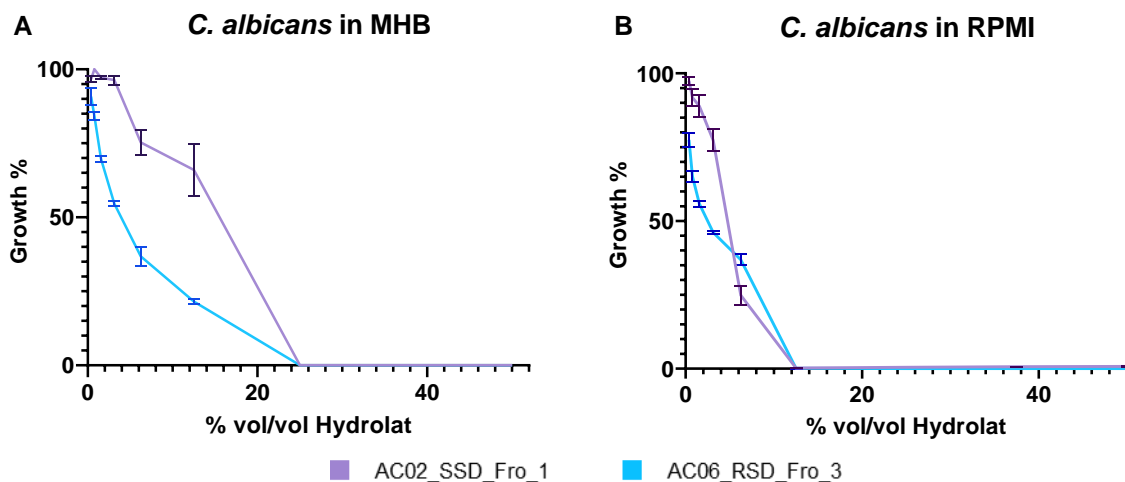 A
C. albicans in MHB
100
50
0
Growth %
0 20 40
% vol/vol Hydrolat
B
C. albicans in RPMI
100
50
0
Growth %
0 20 40
% vol/vol Hydrolat
AC02_SSD_Fro_1 AC06_RSD_Fro_3